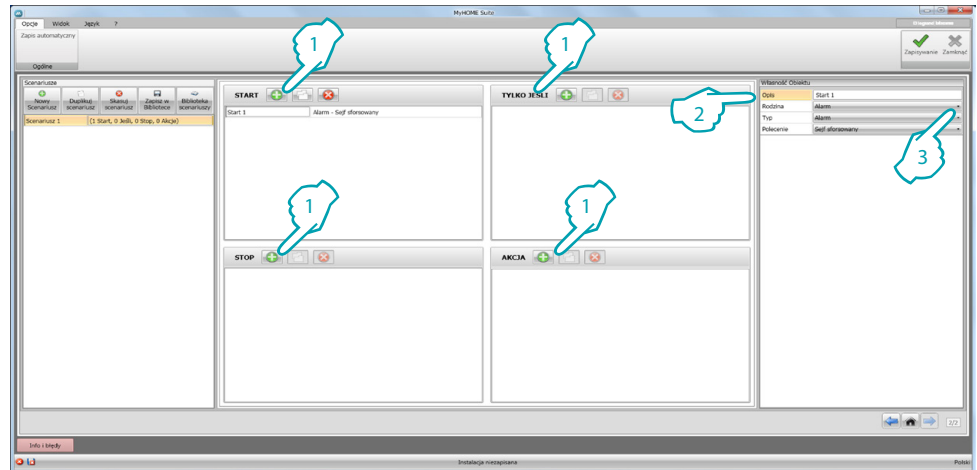 MyHOME Suite
Opcje Widok Język ?
©legrand bticino
Zapis automatyczny
Zapisywanie Zamknąć
Ogólne
Scenariusze
Nowy Scenariusz
Duplikuj scenariusz
Skasuj scenariusz
Zapisz w Bibliotece
Biblioteka scenariuszy
Scenariusz 1 (1 Start, 0 Jeśli, 0 Stop, 0 Akcje)
START
Start 1 Alarm - Sejf sforsowany
TYLKO JEŚLI
STOP
AKCJA
Własność Obiektu
Opis Start 1
Rodzina Alarm
Typ Alarm
Polecenie Sejf sforsowany
1
1
1
1
2
3
2/2
Info i błędy
Instalacja niezapisana
Polski